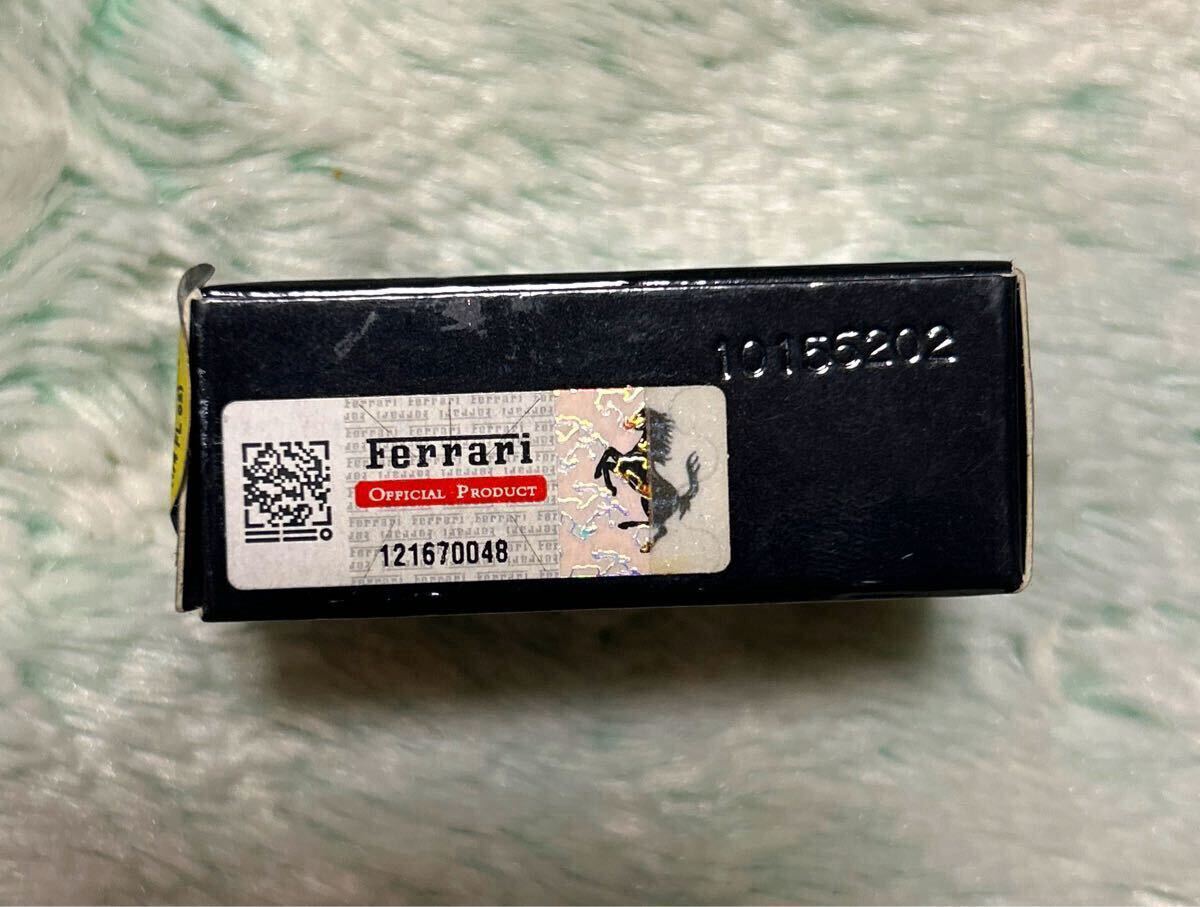 10155202
Ferrari
OFFICIAL PRODUCT
121670048